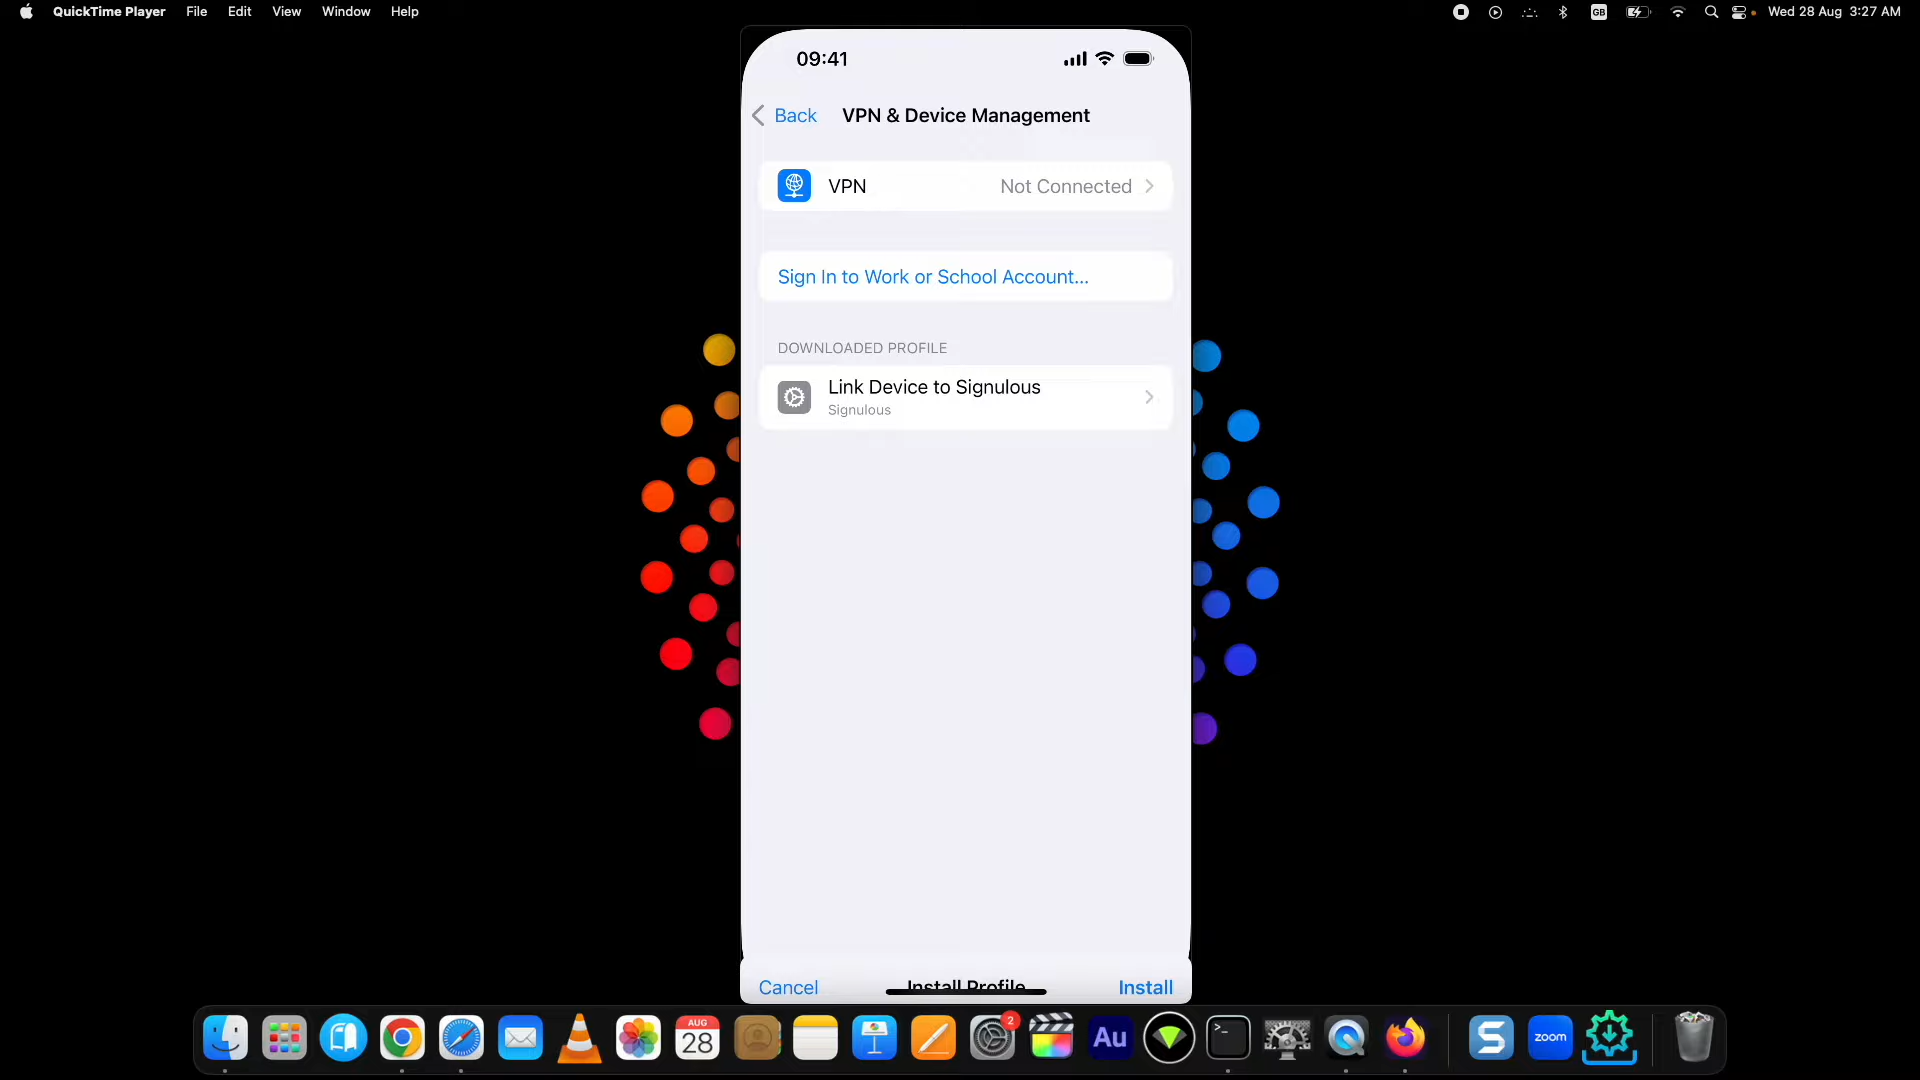 QuickTime Player File Edit View Window Help
GB
Wed 28 Aug 3:27 AM
09:41
Back
VPN & Device Management
VPN
Not Connected
Sign In to Work or School Account...
DOWNLOADED PROFILE
Link Device to Signulous
Signulous
Cancel
Install Profile
Install
AUG
28
2
Au
>_
S
zoom